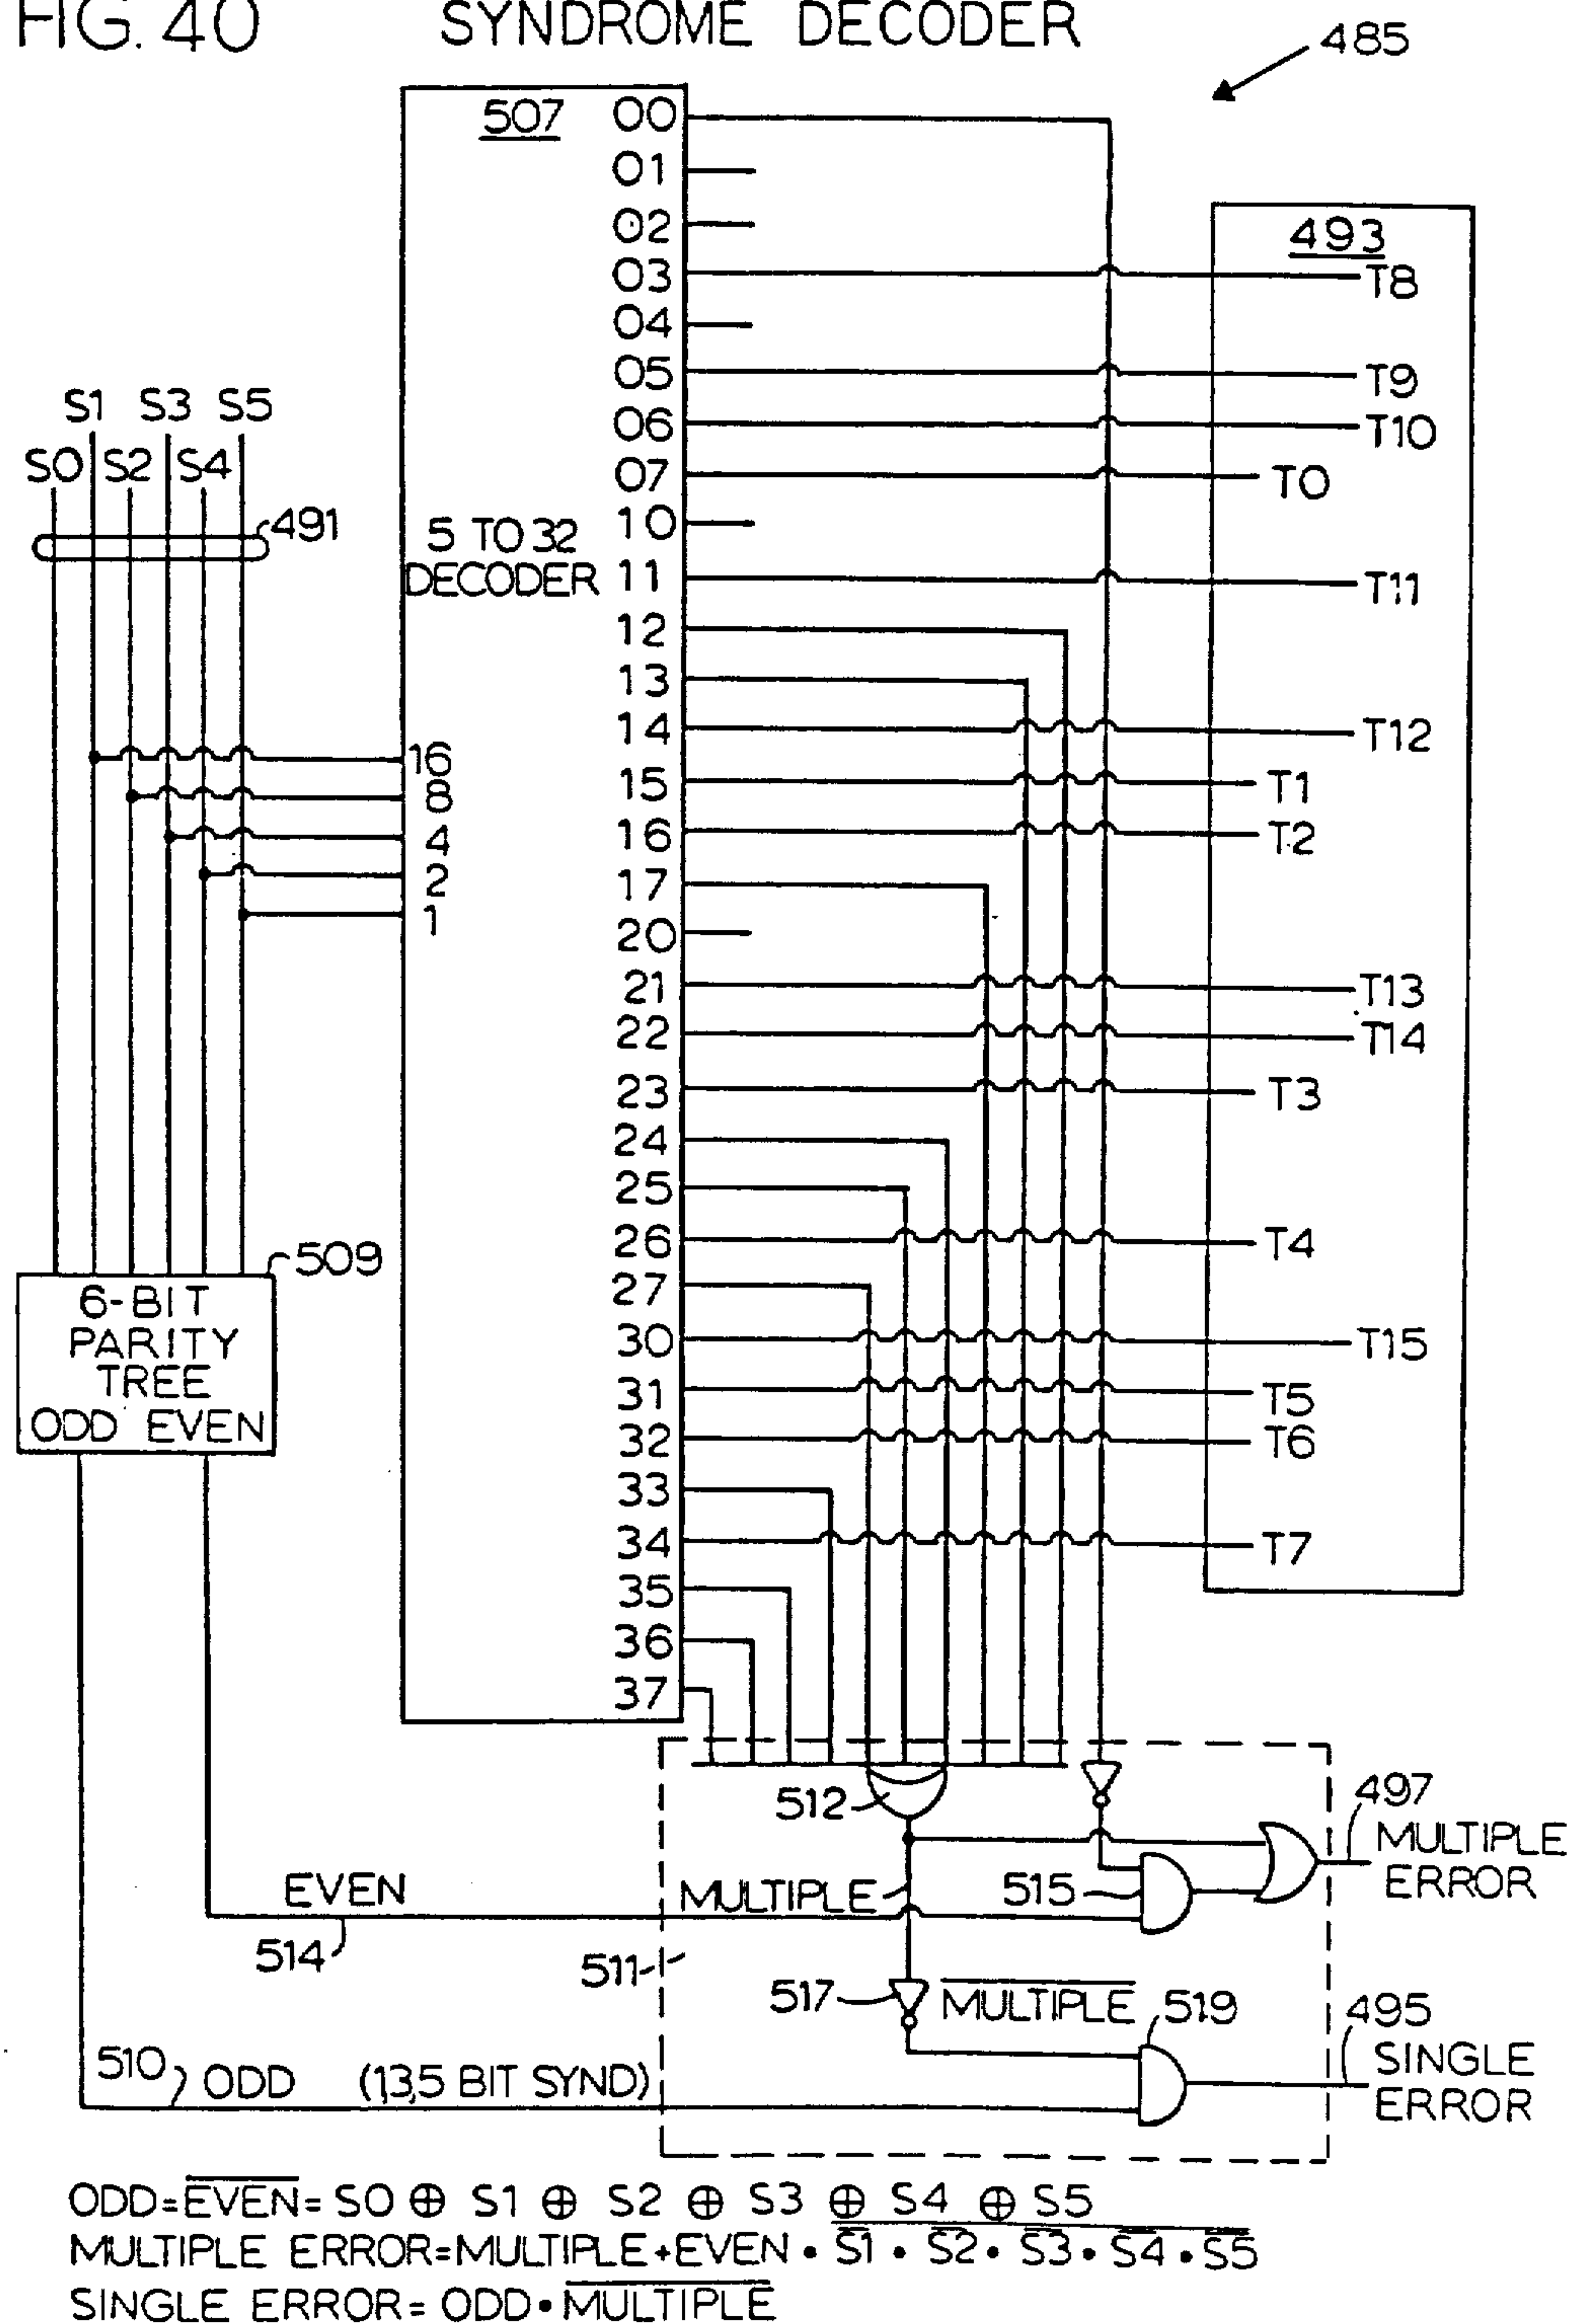 FIG. 40 SYNDROME DECODER
485
507
00
01
02
03
04
05
06
07
10
11
12
13
14
15
16
17
20
21
22
23
24
25
26
27
30
31
32
33
34
35
36
37
5 TO 32
DECODER
16
8
4
2
1
493
T8
T9
T10
T0
T11
T12
T1
T2
T13
T14
T3
T4
T15
T5
T6
T7
S1 S3 S5
S0 S2 S4
491
509
6-BIT
PARITY
TREE
ODD EVEN
512
497
MULTIPLE
ERROR
EVEN
MULTIPLE
515
514
511
517
MULTIPLE
519
495
SINGLE
ERROR
510
ODD (1,3,5 BIT SYND)
ODD=EVEN=S0 ⊕ S1 ⊕ S2 ⊕ S3 ⊕ S4 ⊕ S5
MULTIPLE ERROR=MULTIPLE+EVEN • S̅1̅ • S̅2̅ • S̅3̅ • S̅4̅ • S̅5̅
SINGLE ERROR= ODD • MULTIPLE